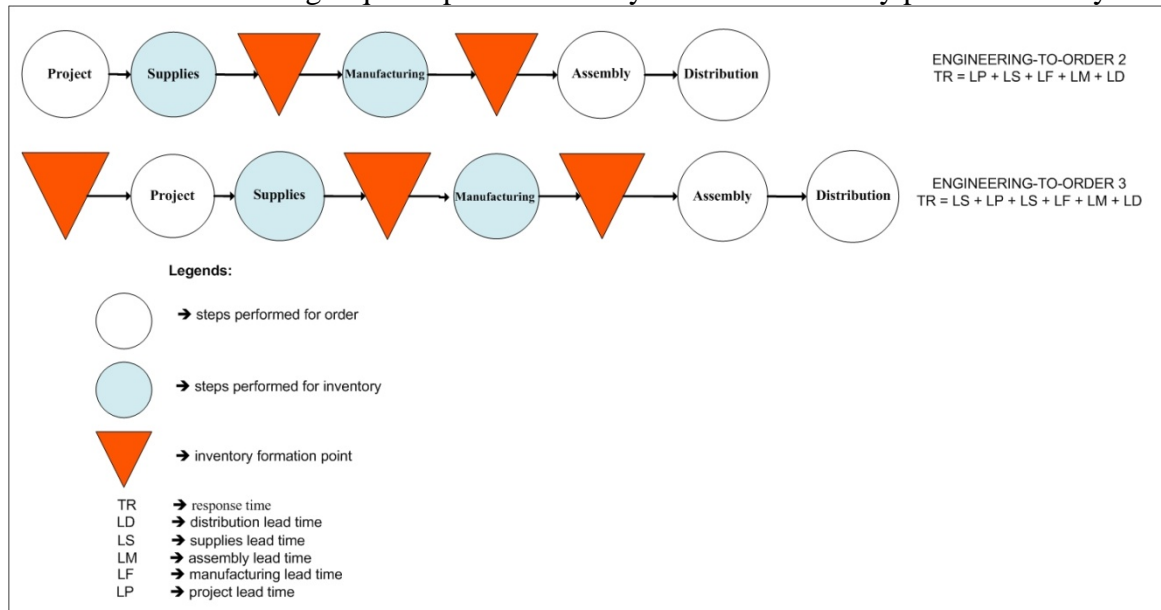 Project
Supplies
Manufacturing
Assembly
Distribution
ENGINEERING-TO-ORDER 2
TR = LP + LS + LF + LM + LD
Project
Supplies
Manufacturing
Assembly
Distribution
ENGINEERING-TO-ORDER 3
TR = LS + LP + LS + LF + LM + LD
Legends:
➔ steps performed for order
➔ steps performed for inventory
➔ inventory formation point
TR ➔ response time
LD ➔ distribution lead time
LS ➔ supplies lead time
LM ➔ assembly lead time
LF ➔ manufacturing lead time
LP ➔ project lead time